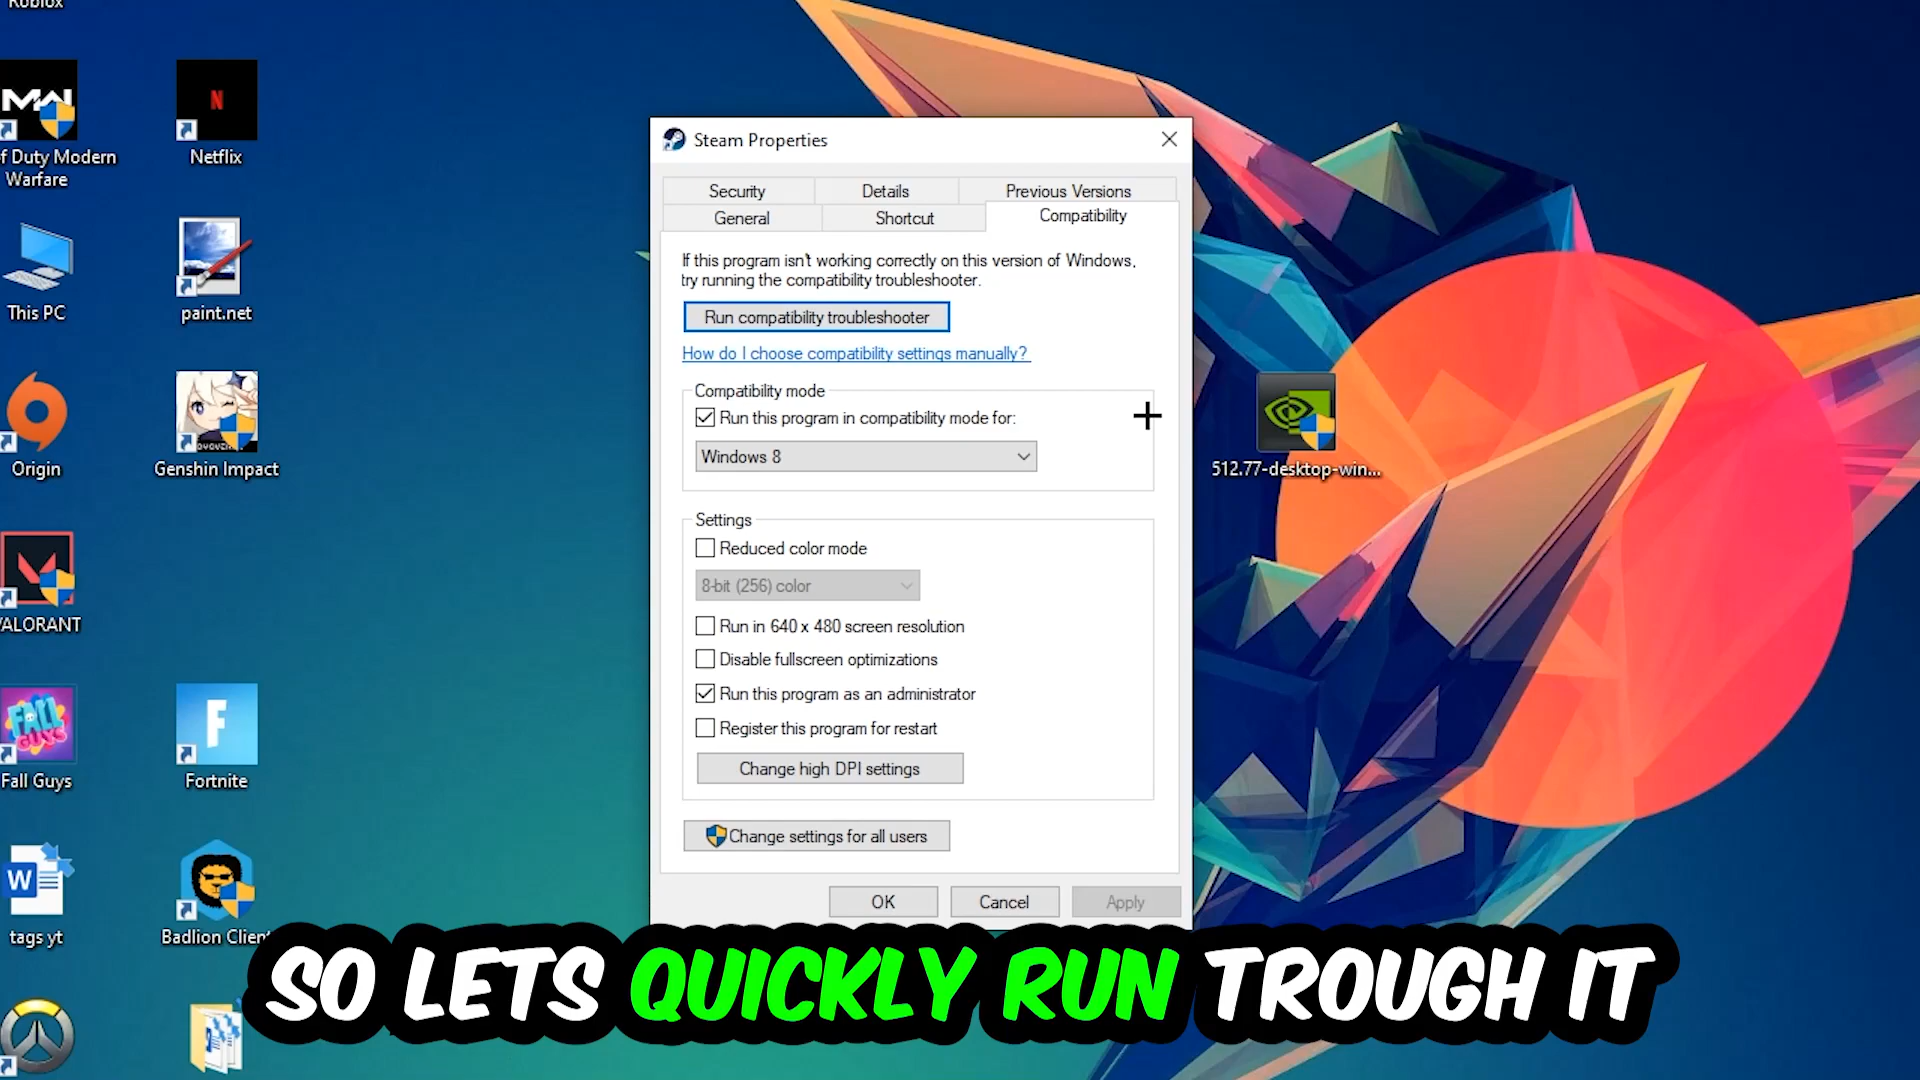 Roblox
MW
f Duty Modern
Warfare
N
Netflix
This PC
paint.net
Origin
Genshin Impact
VALORANT
FALL
GUYS
Fall Guys
F
Fortnite
W
tags yt
Badlion Client
512.77-desktop-win...
Steam Properties
Security
Details
Previous Versions
General
Shortcut
Compatibility
If this program isn't working correctly on this version of Windows,
try running the compatibility troubleshooter.
Run compatibility troubleshooter
How do I choose compatibility settings manually?
Compatibility mode
Run this program in compatibility mode for:
Windows 8
Settings
Reduced color mode
8-bit (256) color
Run in 640 x 480 screen resolution
Disable fullscreen optimizations
Run this program as an administrator
Register this program for restart
Change high DPI settings
Change settings for all users
OK
Cancel
Apply
SO LETS QUICKLY RUN TROUGH IT